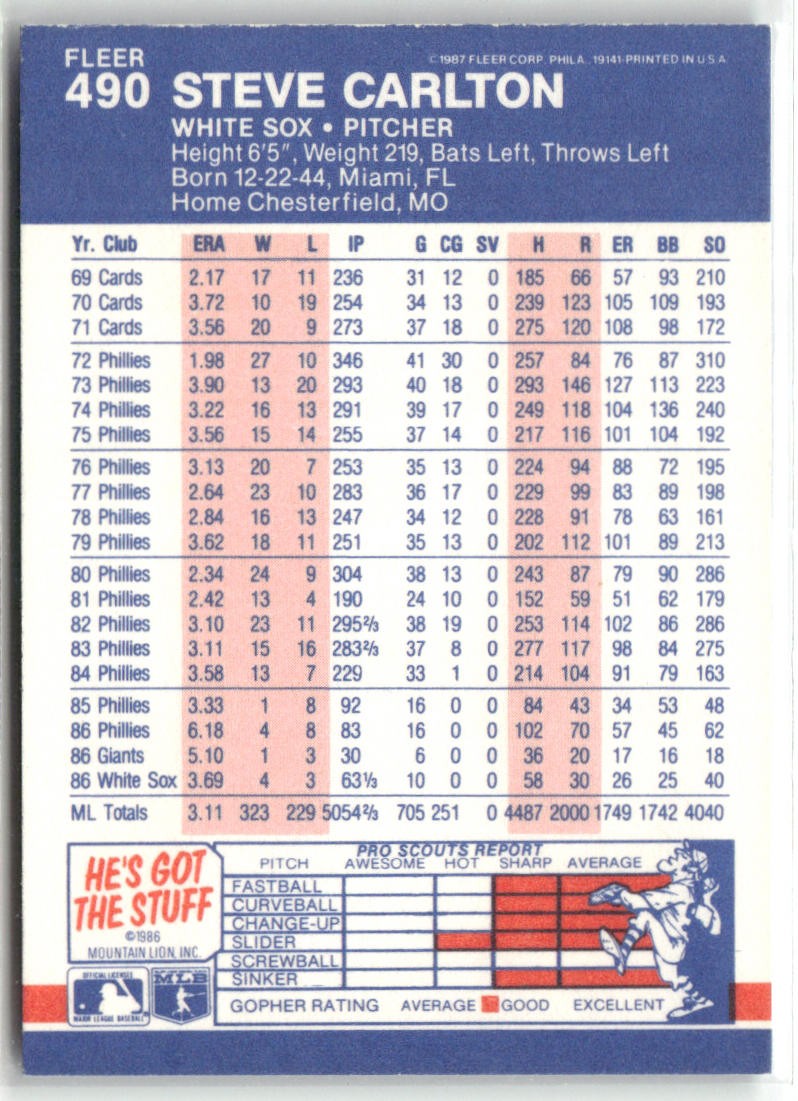 FLEER ©1987 FLEER CORP. PHILA., 19141-PRINTED IN U S A
490 STEVE CARLTON
WHITE SOX • PITCHER
Height 6'5", Weight 219, Bats Left, Throws Left
Born 12-22-44, Miami, FL
Home Chesterfield, MO
Yr. Club ERA W L IP G CG SV H R ER BB SO
69 Cards 2.17 17 11 236 31 12 0 185 66 57 93 210
70 Cards 3.72 10 19 254 34 13 0 239 123 105 109 193
71 Cards 3.56 20 9 273 37 18 0 275 120 108 98 172
72 Phillies 1.98 27 10 346 41 30 0 257 84 76 87 310
73 Phillies 3.90 13 20 293 40 18 0 293 146 127 113 223
74 Phillies 3.22 16 13 291 39 17 0 249 118 104 136 240
75 Phillies 3.56 15 14 255 37 14 0 217 116 101 104 192
76 Phillies 3.13 20 7 253 35 13 0 224 94 88 72 195
77 Phillies 2.64 23 10 283 36 17 0 229 99 83 89 198
78 Phillies 2.84 16 13 247 34 12 0 228 91 78 63 161
79 Phillies 3.62 18 11 251 35 13 0 202 112 101 89 213
80 Phillies 2.34 24 9 304 38 13 0 243 87 79 90 286
81 Phillies 2.42 13 4 190 24 10 0 152 59 51 62 179
82 Phillies 3.10 23 11 295⅔ 38 19 0 253 114 102 86 286
83 Phillies 3.11 15 16 283⅔ 37 8 0 277 117 98 84 275
84 Phillies 3.58 13 7 229 33 1 0 214 104 91 79 163
85 Phillies 3.33 1 8 92 16 0 0 84 43 34 53 48
86 Phillies 6.18 4 8 83 16 0 0 102 70 57 45 62
86 Giants 5.10 1 3 30 6 0 0 36 20 17 16 18
86 White Sox 3.69 4 3 63⅓ 10 0 0 58 30 26 25 40
ML Totals 3.11 323 229 5054⅔ 705 251 0 4487 2000 1749 1742 4040
HE'S GOT
THE STUFF
©1986
MOUNTAIN LION, INC.
OFFICIAL LICENSEE
MAJOR LEAGUE BASEBALL
MLB
PRO SCOUTS REPORT
PITCH AWESOME HOT SHARP AVERAGE
FASTBALL
CURVEBALL
CHANGE-UP
SLIDER
SCREWBALL
SINKER
GOPHER RATING AVERAGE GOOD EXCELLENT